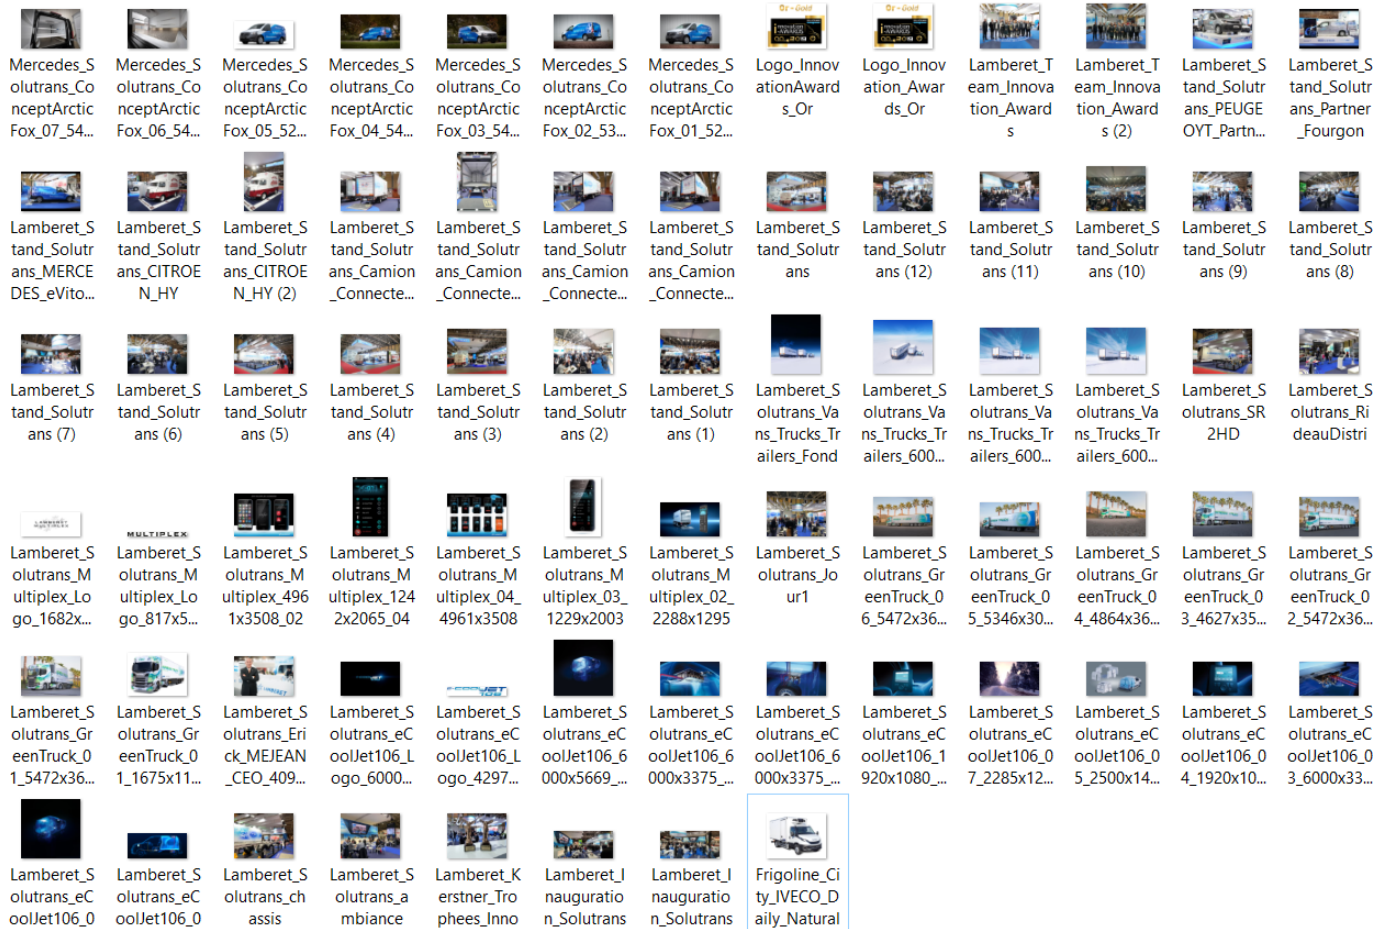 Mercedes_S
olutrans_Co
nceptArctic
Fox_07_54...
Mercedes_S
olutrans_Co
nceptArctic
Fox_06_54...
Mercedes_S
olutrans_Co
nceptArctic
Fox_05_52...
Mercedes_S
olutrans_Co
nceptArctic
Fox_04_54...
Mercedes_S
olutrans_Co
nceptArctic
Fox_03_54...
Mercedes_S
olutrans_Co
nceptArctic
Fox_02_53...
Mercedes_S
olutrans_Co
nceptArctic
Fox_01_52...
Logo_Innov
ationAward
s_Or
Logo_Innov
ation_Awar
ds_Or
Lamberet_T
eam_Innova
tion_Award
s
Lamberet_T
eam_Innova
tion_Award
s (2)
Lamberet_S
tand_Solutr
ans_PEUGE
OYT_Partn...
Lamberet_S
tand_Solutr
ans_Partner
_Fourgon
Lamberet_S
tand_Solutr
ans_MERCE
DES_eVito...
Lamberet_S
tand_Solutr
ans_CITROE
N_HY
Lamberet_S
tand_Solutr
ans_CITROE
N_HY (2)
Lamberet_S
tand_Solutr
ans_Camion
_Connecte...
Lamberet_S
tand_Solutr
ans_Camion
_Connecte...
Lamberet_S
tand_Solutr
ans_Camion
_Connecte...
Lamberet_S
tand_Solutr
ans_Camion
_Connecte...
Lamberet_S
tand_Solutr
ans
Lamberet_S
tand_Solutr
ans (12)
Lamberet_S
tand_Solutr
ans (11)
Lamberet_S
tand_Solutr
ans (10)
Lamberet_S
tand_Solutr
ans (9)
Lamberet_S
tand_Solutr
ans (8)
Lamberet_S
tand_Solutr
ans (7)
Lamberet_S
tand_Solutr
ans (6)
Lamberet_S
tand_Solutr
ans (5)
Lamberet_S
tand_Solutr
ans (4)
Lamberet_S
tand_Solutr
ans (3)
Lamberet_S
tand_Solutr
ans (2)
Lamberet_S
tand_Solutr
ans (1)
Lamberet_S
olutrans_Va
ns_Trucks_Tr
ailers_Fond
Lamberet_S
olutrans_Va
ns_Trucks_Tr
ailers_600...
Lamberet_S
olutrans_Va
ns_Trucks_Tr
ailers_600...
Lamberet_S
olutrans_Va
ns_Trucks_Tr
ailers_600...
Lamberet_S
olutrans_SR
2HD
Lamberet_S
olutrans_Ri
deauDistri
Lamberet_S
olutrans_M
ultiplex_Lo
go_1682x...
MULTIPLEX
Lamberet_S
olutrans_M
ultiplex_Lo
go_817x5...
Lamberet_S
olutrans_M
ultiplex_496
1x3508_02
Lamberet_S
olutrans_M
ultiplex_124
2x2065_04
Lamberet_S
olutrans_M
ultiplex_04_
4961x3508
Lamberet_S
olutrans_M
ultiplex_03_
1229x2003
Lamberet_S
olutrans_M
ultiplex_02_
2288x1295
Lamberet_S
olutrans_Jo
ur1
Lamberet_S
olutrans_Gr
eenTruck_0
6_5472x36...
Lamberet_S
olutrans_Gr
eenTruck_0
5_5346x30...
Lamberet_S
olutrans_Gr
eenTruck_0
4_4864x36...
Lamberet_S
olutrans_Gr
eenTruck_0
3_4627x35...
Lamberet_S
olutrans_Gr
eenTruck_0
2_5472x36...
Lamberet_S
olutrans_Gr
eenTruck_0
1_5472x36...
Lamberet_S
olutrans_Gr
eenTruck_01
_1675x11...
Lamberet_S
olutrans_Eri
ck_MEJEAN
_CEO_409...
Lamberet_S
olutrans_eC
oolJet106_L
ogo_6000...
Lamberet_S
olutrans_eC
oolJet106_L
ogo_4297...
Lamberet_S
olutrans_eC
oolJet106_6
000x5669_...
Lamberet_S
olutrans_eC
oolJet106_6
000x3375_...
Lamberet_S
olutrans_eC
oolJet106_6
000x3375_...
Lamberet_S
olutrans_eC
oolJet106_1
920x1080_...
Lamberet_S
olutrans_eC
oolJet106_0
7_2285x12...
Lamberet_S
olutrans_eC
oolJet106_0
5_2500x14...
Lamberet_S
olutrans_eC
oolJet106_0
4_1920x10...
Lamberet_S
olutrans_eC
oolJet106_0
3_6000x33...
Lamberet_S
olutrans_eC
oolJet106_0
Lamberet_S
olutrans_eC
oolJet106_0
Lamberet_S
olutrans_ch
assis
Lamberet_S
olutrans_a
mbiance
Lamberet_K
erstner_Tro
phees_Inno
Lamberet_I
nauguratio
n_Solutrans
Lamberet_I
nauguratio
n_Solutrans
Frigoline_Ci
ty_IVECO_D
aily_Natural